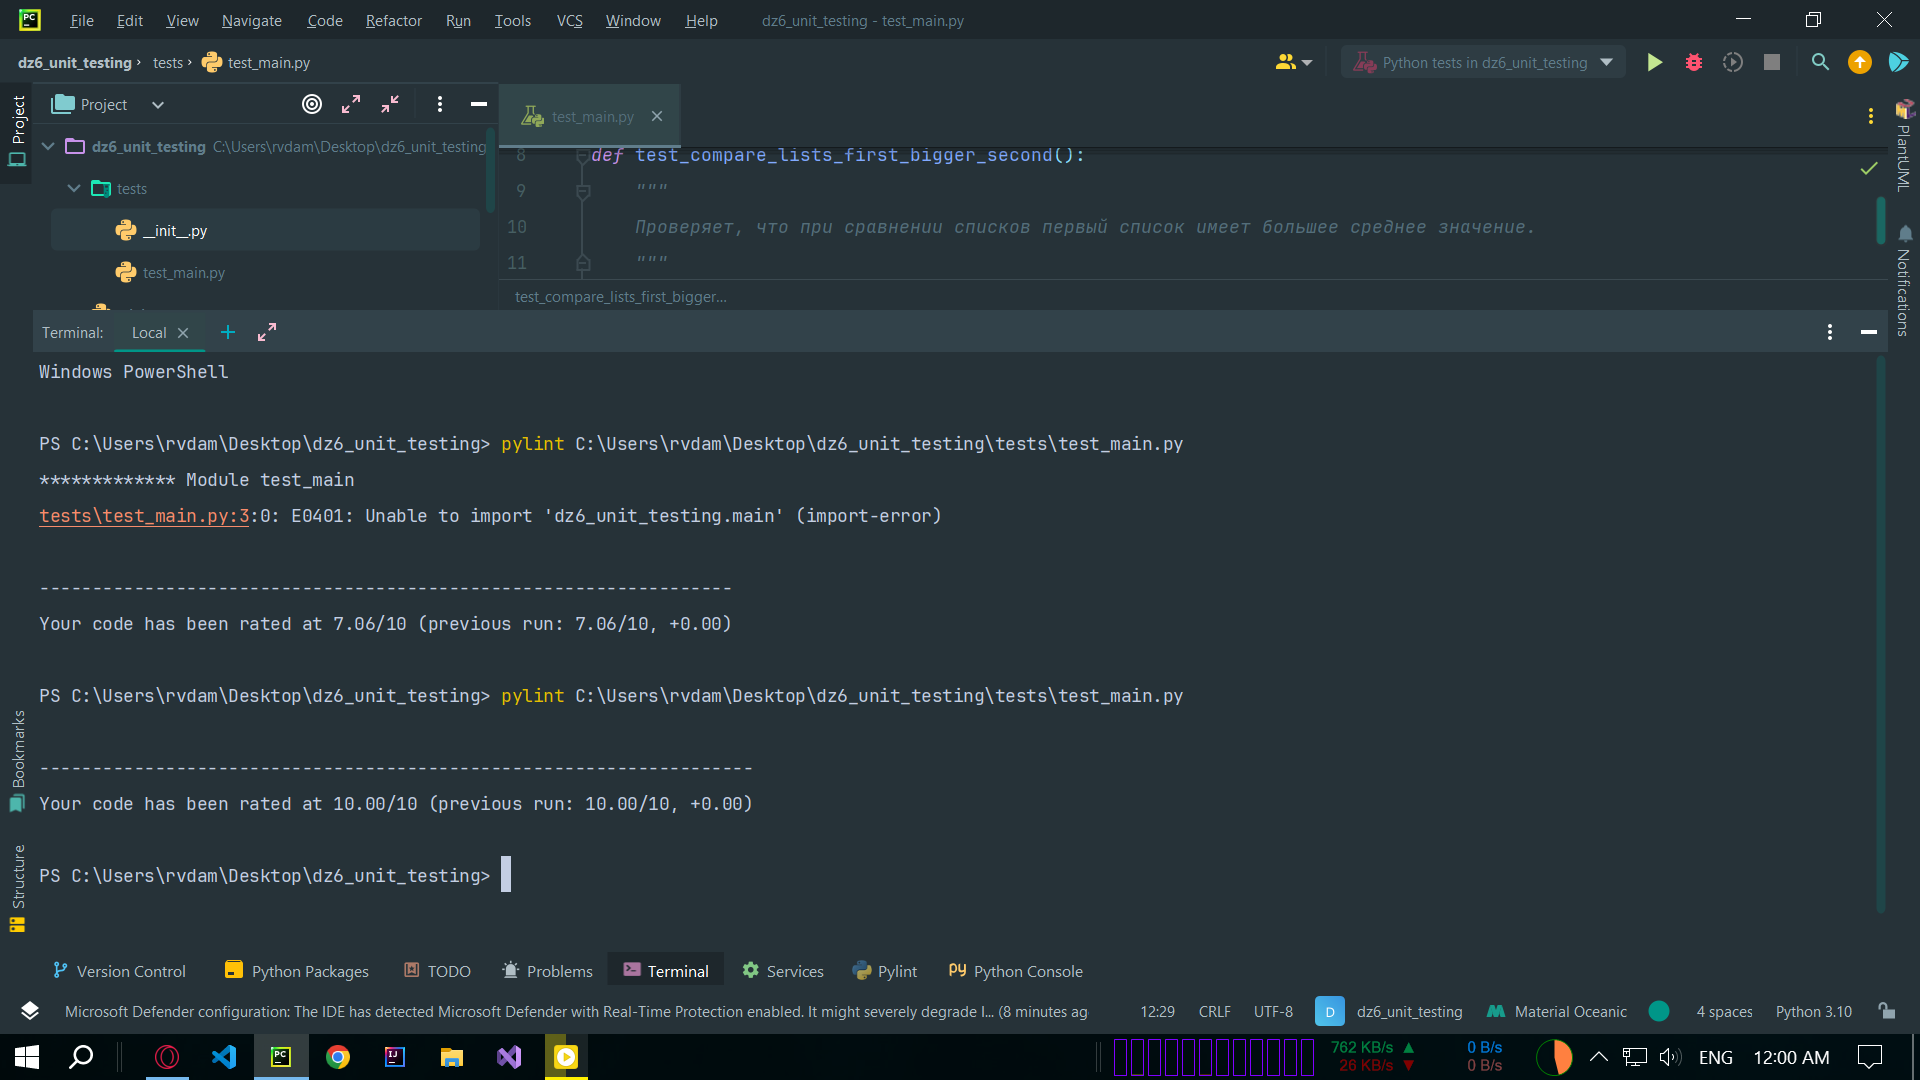 File Edit View Navigate Code Refactor Run Tools VCS Window Help dz6_unit_testing - test_main.py
dz6_unit_testing › tests › test_main.py
Python tests in dz6_unit_testing
Project
Project
dz6_unit_testing C:\Users\rvdam\Desktop\dz6_unit_testing
tests
__init__.py
test_main.py
test_main.py
8 def test_compare_lists_first_bigger_second():
9 """
10 Проверяет, что при сравнении списков первый список имеет большее среднее значение.
11 """
test_compare_lists_first_bigger...
PlantUML
Notifications
Terminal: Local
Windows PowerShell
PS C:\Users\rvdam\Desktop\dz6_unit_testing> pylint C:\Users\rvdam\Desktop\dz6_unit_testing\tests\test_main.py
************* Module test_main
tests\test_main.py:3:0: E0401: Unable to import 'dz6_unit_testing.main' (import-error)
------------------------------------------------------------------
Your code has been rated at 7.06/10 (previous run: 7.06/10, +0.00)
PS C:\Users\rvdam\Desktop\dz6_unit_testing> pylint C:\Users\rvdam\Desktop\dz6_unit_testing\tests\test_main.py
--------------------------------------------------------------------
Your code has been rated at 10.00/10 (previous run: 10.00/10, +0.00)
PS C:\Users\rvdam\Desktop\dz6_unit_testing>
Bookmarks
Structure
Version Control Python Packages TODO Problems Terminal Services Pylint Python Console
Microsoft Defender configuration: The IDE has detected Microsoft Defender with Real-Time Protection enabled. It might severely degrade I... (8 minutes ag 12:29 CRLF UTF-8 D dz6_unit_testing Material Oceanic 4 spaces Python 3.10
762 KB/s 0 B/s
26 KB/s 0 B/s
ENG 12:00 AM